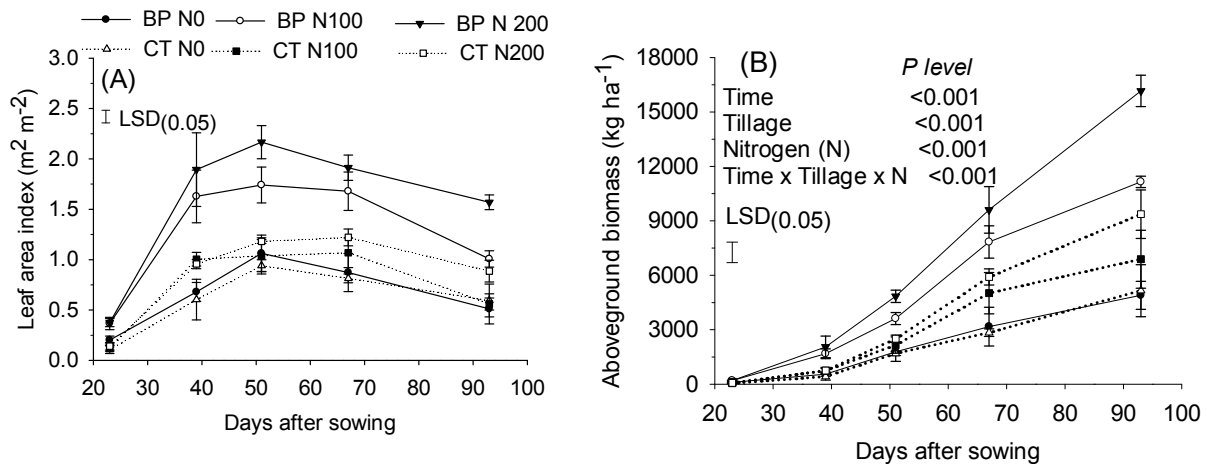 BP N0 BP N100 BP N 200
CT N0 CT N100 CT N200
(A)
LSD(0.05)
Leaf area index (m² m⁻²)
3.0
2.5
2.0
1.5
1.0
0.5
0.0
20 30 40 50 60 70 80 90 100
Days after sowing
(B)
P level
Time <0.001
Tillage <0.001
Nitrogen (N) <0.001
Time x Tillage x N <0.001
LSD(0.05)
Aboveground biomass (kg ha⁻¹)
18000
15000
12000
9000
6000
3000
0
20 30 40 50 60 70 80 90 100
Days after sowing